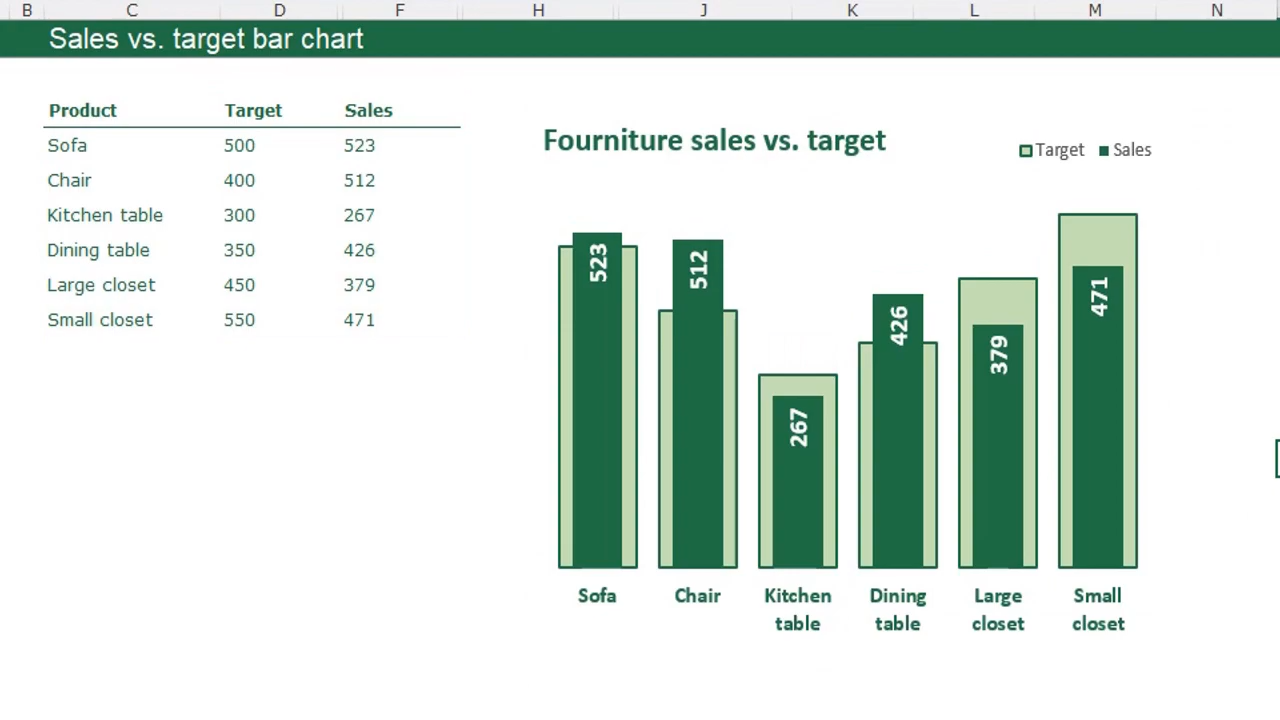 B C D F H J K L M N
Sales vs. target bar chart
Product Target Sales
Sofa 500 523
Chair 400 512
Kitchen table 300 267
Dining table 350 426
Large closet 450 379
Small closet 550 471
Fourniture sales vs. target
Target Sales
523 512 267 426 379 471
Sofa Chair Kitchen Dining Large Small
table table closet closet